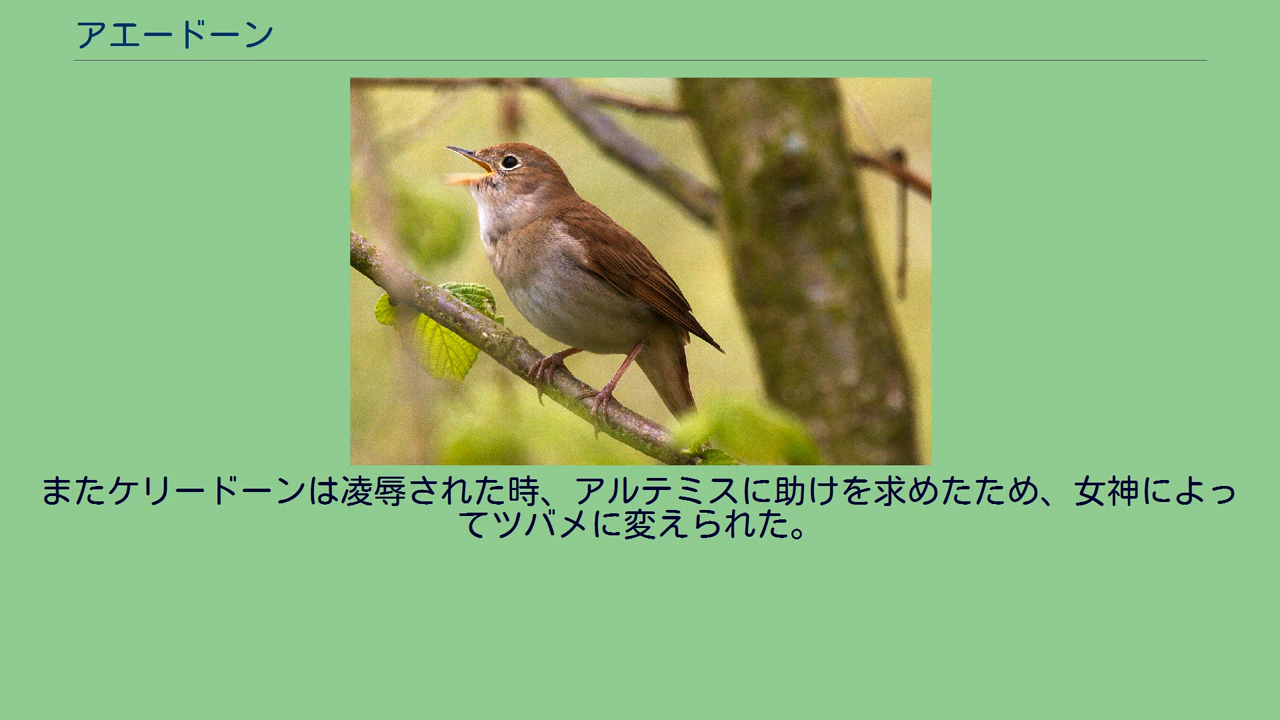 アエードーン
またケリードーンは凌辱された時、アルテミスに助けを求めたため、女神によっ
てツバメに変えられた。